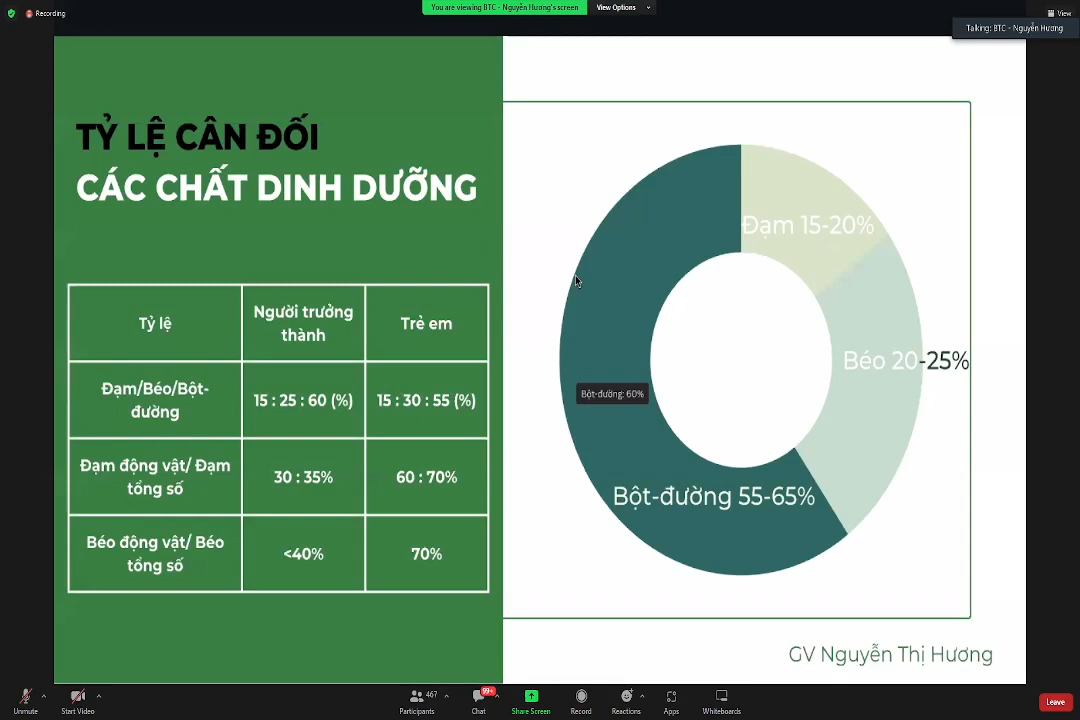 Recording
You are viewing BTC - Nguyễn Hương's screen
View Options
View
Talking: BTC - Nguyễn Hương
TỶ LỆ CÂN ĐỐI
CÁC CHẤT DINH DƯỠNG
Tỷ lệ
Người trưởng
thành
Trẻ em
Đạm/Béo/Bột-
đường
15 : 25 : 60 (%)
15 : 30 : 55 (%)
Đạm động vật/ Đạm
tổng số
30 : 35%
60 : 70%
Béo động vật/ Béo
tổng số
<40%
70%
Đạm 15-20%
Béo 20-25%
Bột-đường: 60%
Bột-đường 55-65%
GV Nguyễn Thị Hương
Unmute
Start Video
467
Participants
99+
Chat
Share Screen
Record
Reactions
Apps
Whiteboards
Leave